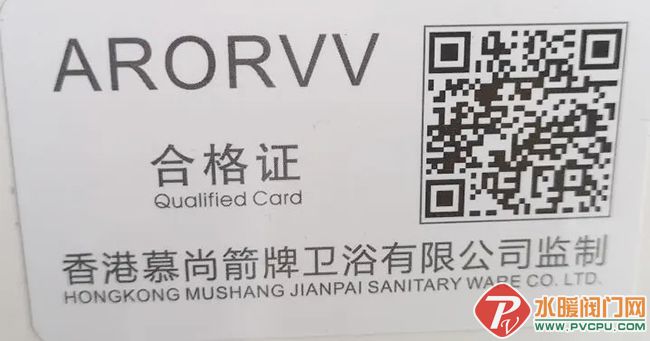 ARORVV
合格证
Qualified Card
香港慕尚箭牌卫浴有限公司监制
HONGKONG MUSHANG JIANPAI SANITARY WARE CO. LTD.
水暖阀门网
www.PVCPU.com